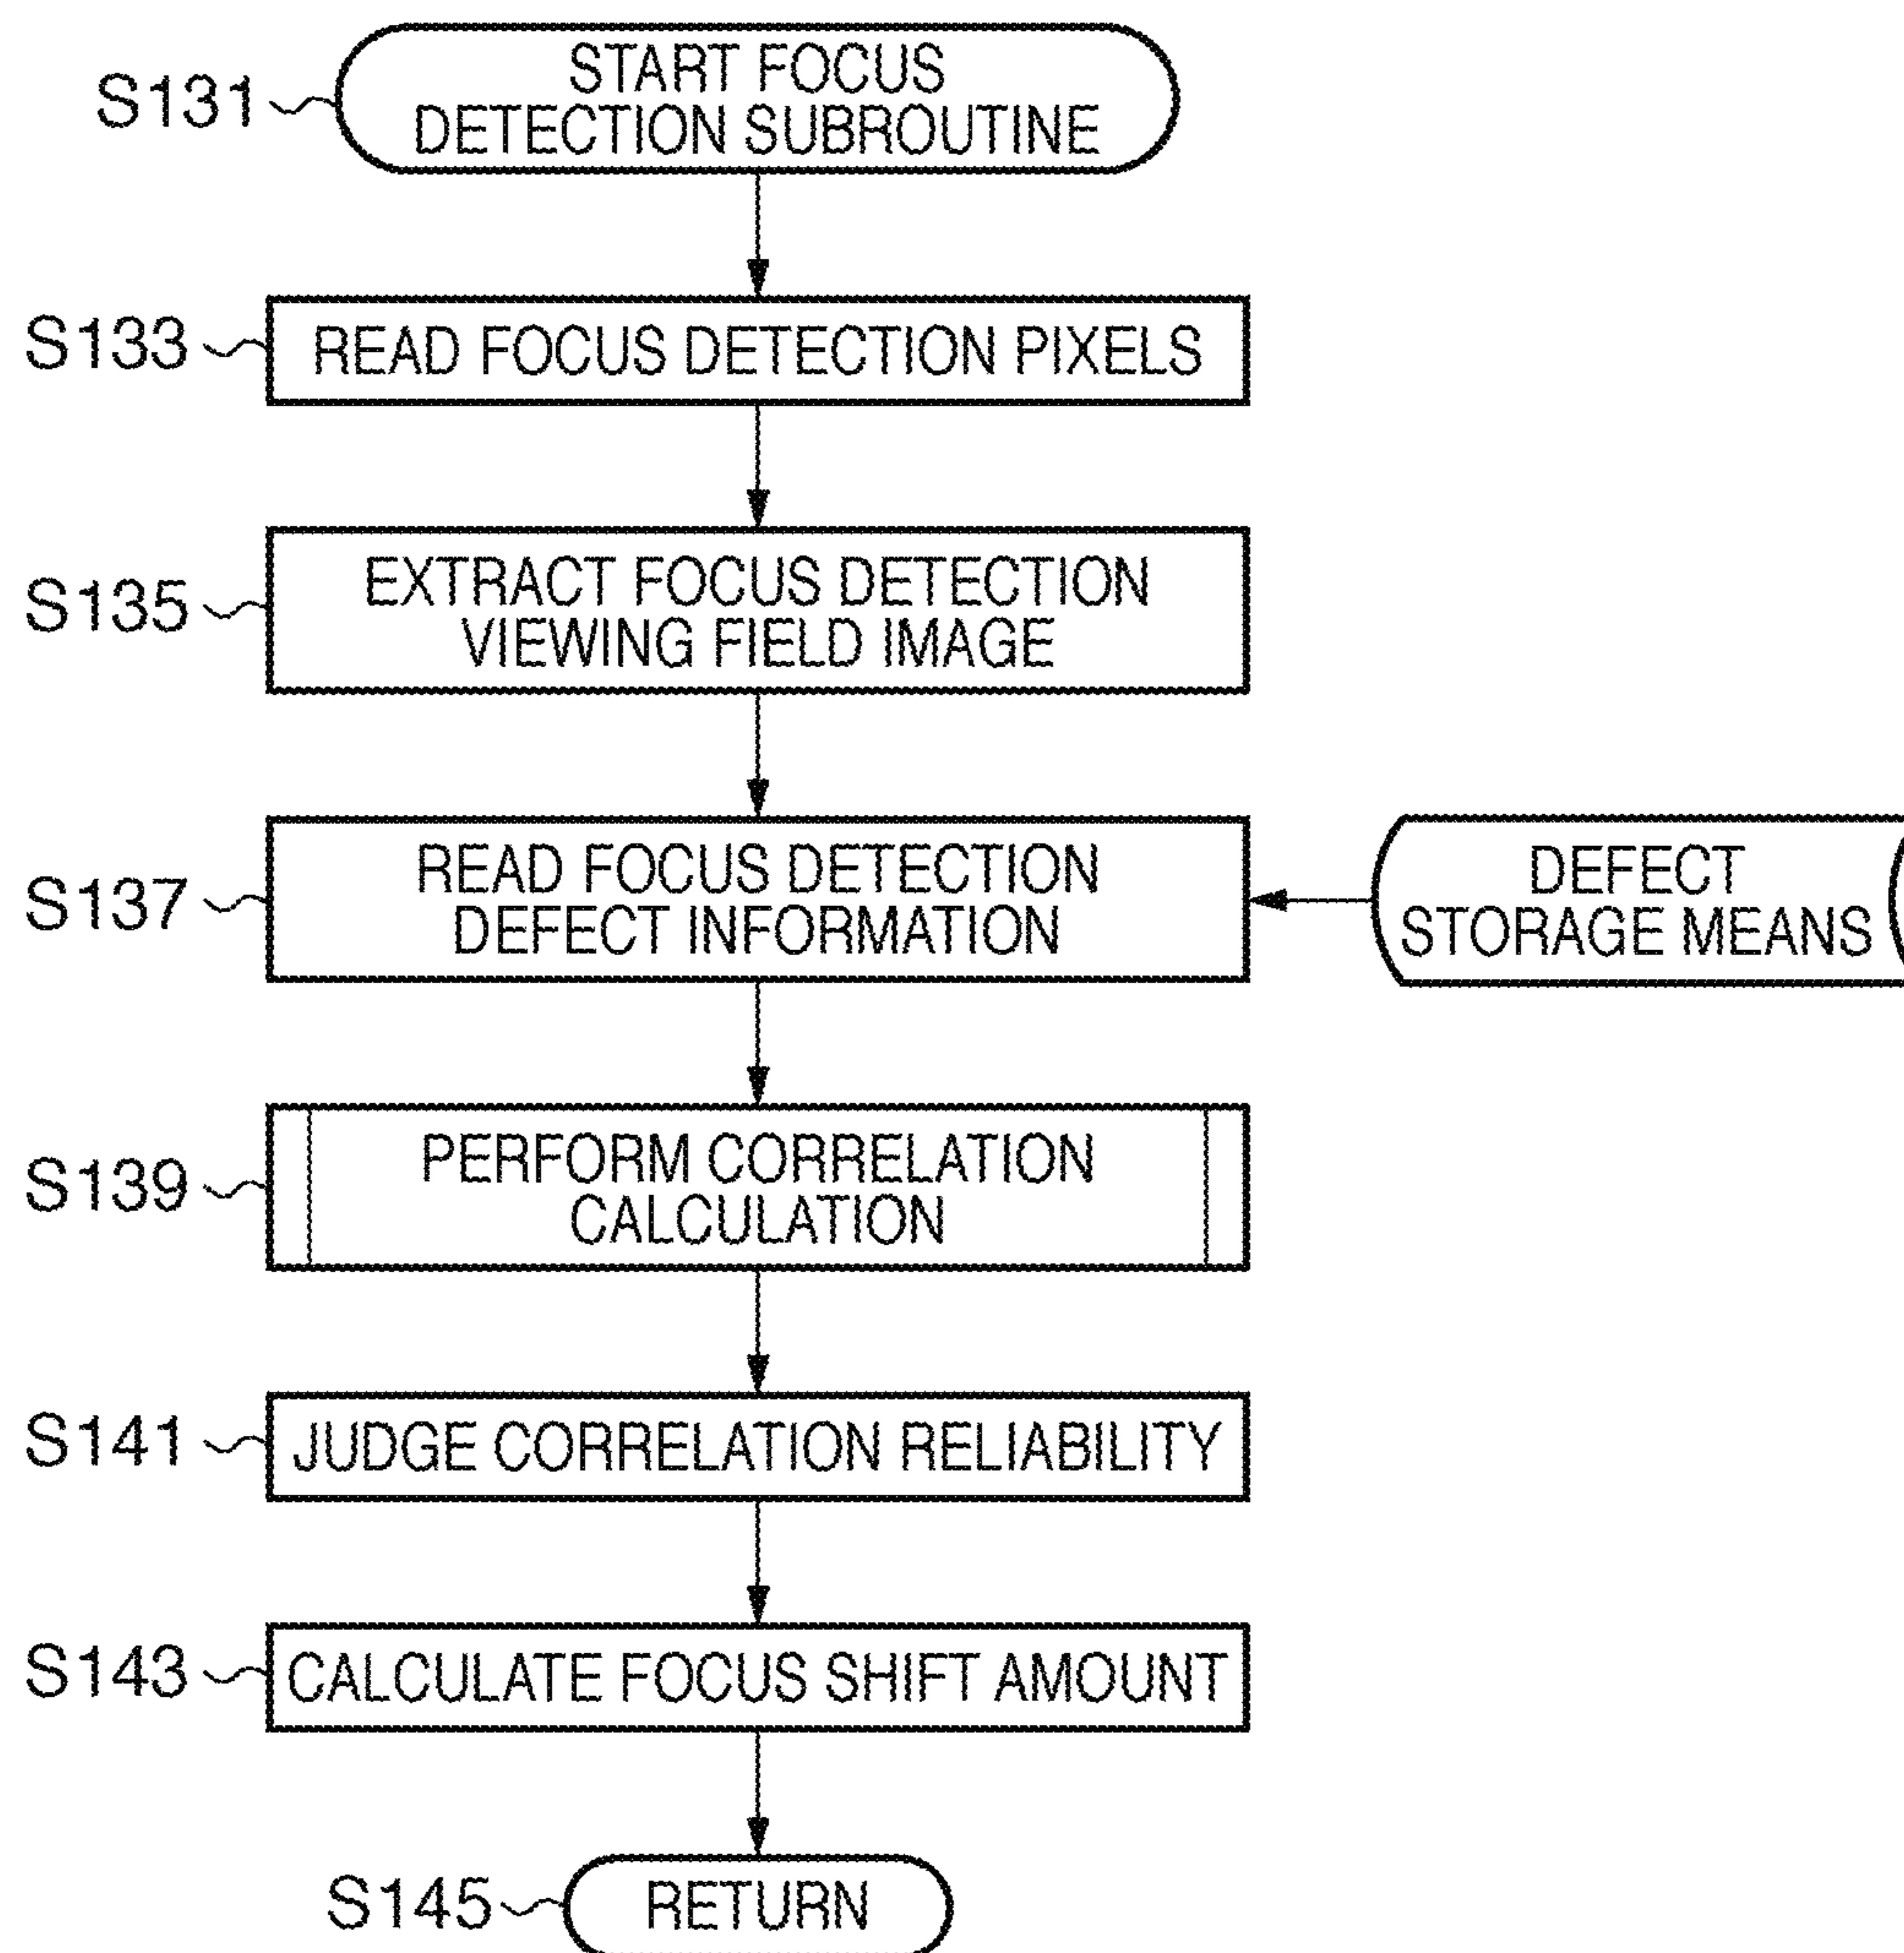 S131
START FOCUS
DETECTION SUBROUTINE
S133
READ FOCUS DETECTION PIXELS
S135
EXTRACT FOCUS DETECTION
VIEWING FIELD IMAGE
S137
READ FOCUS DETECTION
DEFECT INFORMATION
DEFECT
STORAGE MEANS
S139
PERFORM CORRELATION
CALCULATION
S141
JUDGE CORRELATION RELIABILITY
S143
CALCULATE FOCUS SHIFT AMOUNT
S145
RETURN